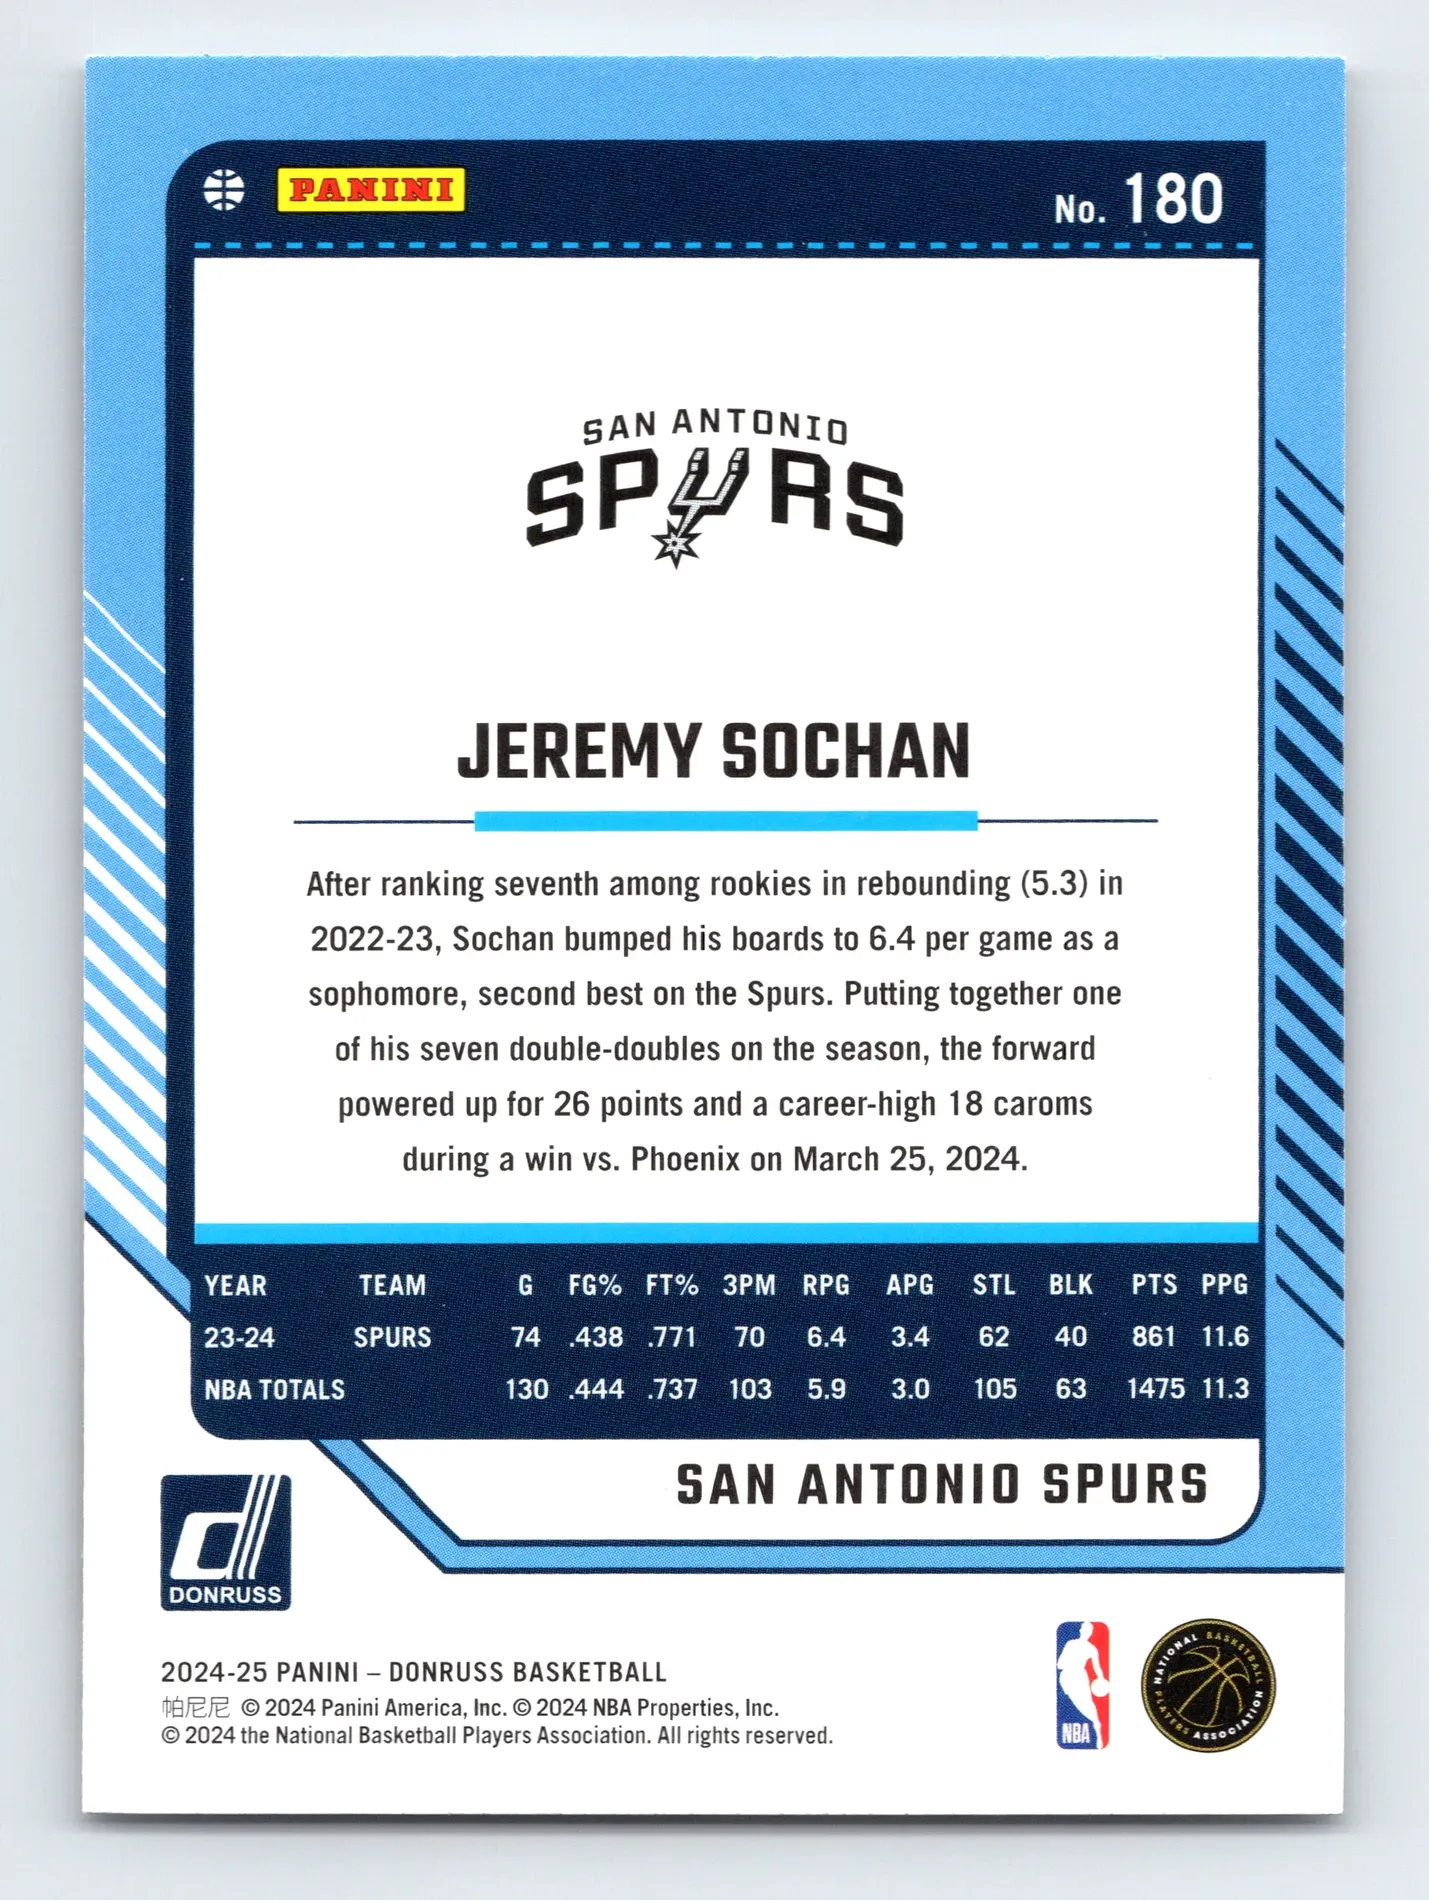 PANINI
No. 180
SAN ANTONIO
SPURS
JEREMY SOCHAN
After ranking seventh among rookies in rebounding (5.3) in
2022-23, Sochan bumped his boards to 6.4 per game as a
sophomore, second best on the Spurs. Putting together one
of his seven double-doubles on the season, the forward
powered up for 26 points and a career-high 18 caroms
during a win vs. Phoenix on March 25, 2024.
YEAR TEAM G FG% FT% 3PM RPG APG STL BLK PTS PPG
23-24 SPURS 74 .438 .771 70 6.4 3.4 62 40 861 11.6
NBA TOTALS 130 .444 .737 103 5.9 3.0 105 63 1475 11.3
SAN ANTONIO SPURS
d
DONRUSS
2024-25 PANINI – DONRUSS BASKETBALL
帕尼尼 © 2024 Panini America, Inc. © 2024 NBA Properties, Inc.
© 2024 the National Basketball Players Association. All rights reserved.
NBA
NATIONAL BASKETBALL PLAYERS ASSOCIATION